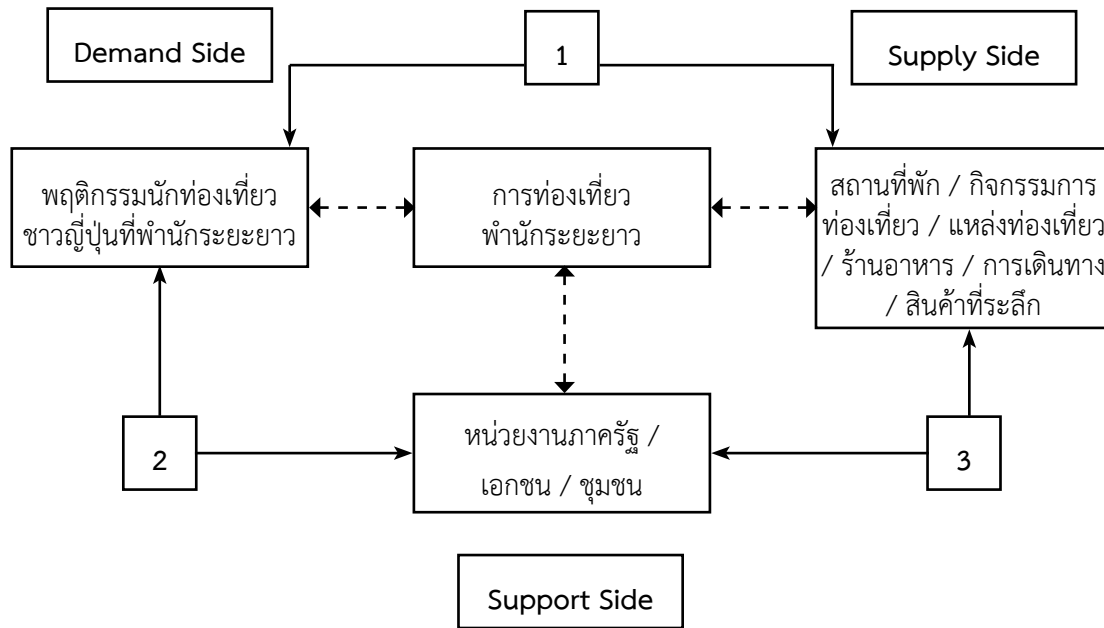 Demand Side
1
Supply Side
พฤติกรรมนักท่องเที่ยว
ชาวญี่ปุ่นที่พำนักระยะยาว
การท่องเที่ยว
พำนักระยะยาว
สถานที่พัก / กิจกรรมการ
ท่องเที่ยว / แหล่งท่องเที่ยว
/ ร้านอาหาร / การเดินทาง
/ สินค้าที่ระลึก
2
หน่วยงานภาครัฐ /
เอกชน / ชุมชน
3
Support Side